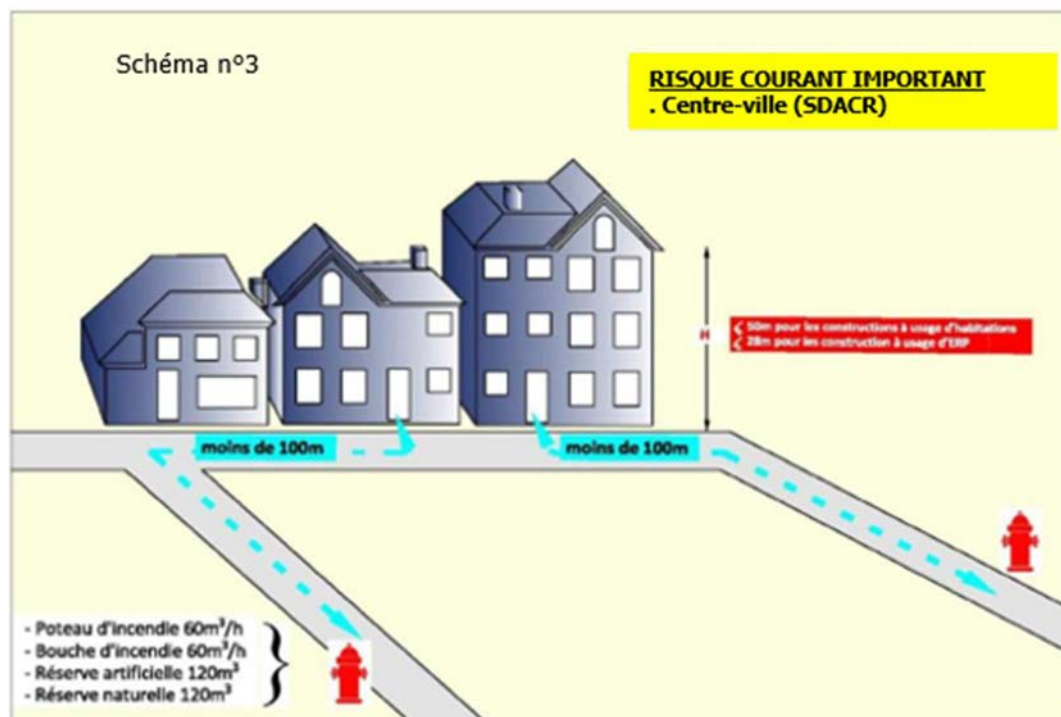 Schéma n°3
RISQUE COURANT IMPORTANT
. Centre-ville (SDACR)
H
< 50m pour les constructions à usage d'habitations
< 28m pour les construction à usage d'ERP
moins de 100m
moins de 100m
- Poteau d'incendie 60m³/h
- Bouche d'incendie 60m³/h
- Réserve artificielle 120m³
- Réserve naturelle 120m³